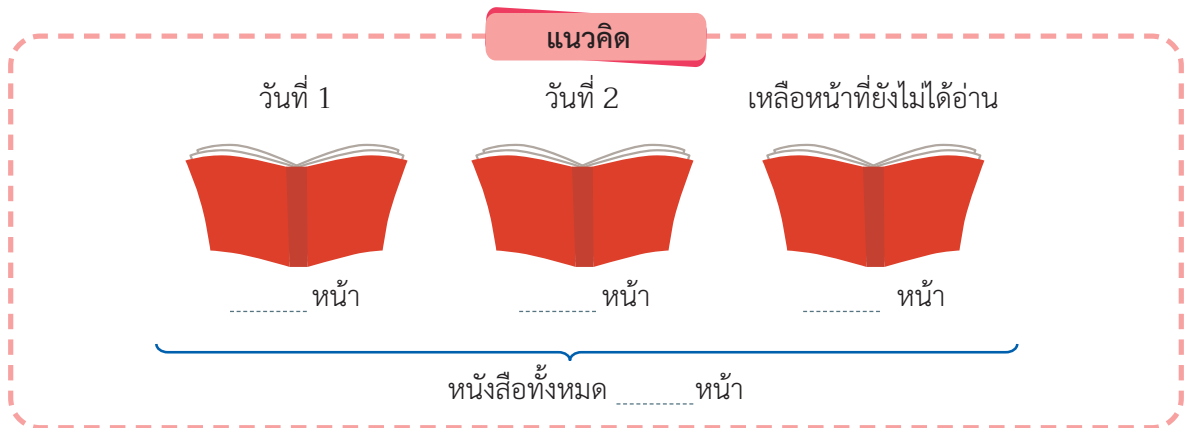 แนวคิด
วันที่ 1 วันที่ 2 เหลือหน้าที่ยังไม่ได้อ่าน
หน้า หน้า หน้า
หนังสือทั้งหมด หน้า